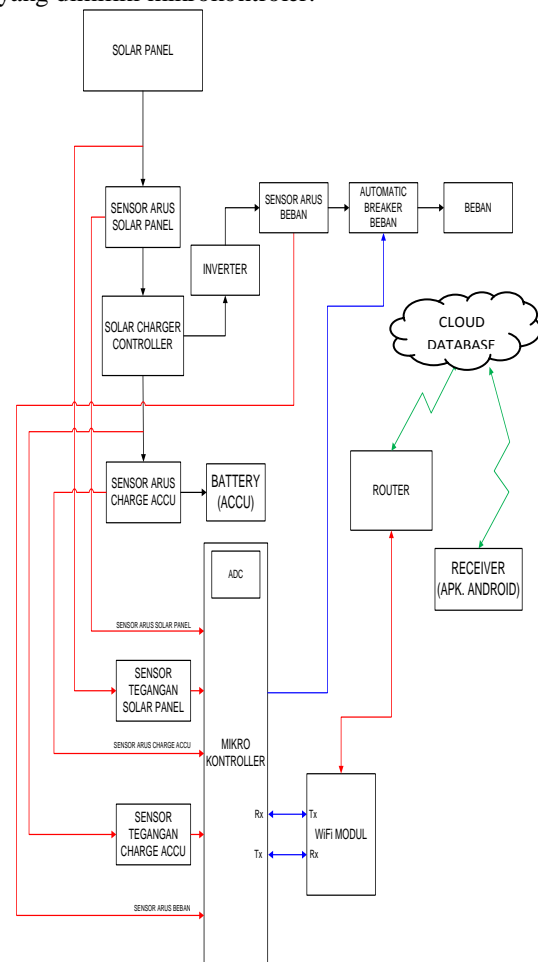 yang dimiliki mikrokontroler.
SOLAR PANEL
SENSOR ARUS
SOLAR PANEL
SENSOR ARUS
BEBAN
AUTOMATIC
BREAKER
BEBAN
BEBAN
INVERTER
SOLAR CHARGER
CONTROLLER
CLOUD
DATABASE
SENSOR ARUS
CHARGE ACCU
BATTERY
(ACCU)
ROUTER
RECEIVER
(APK. ANDROID)
ADC
SENSOR ARUS SOLAR PANEL
SENSOR
TEGANGAN
SOLAR PANEL
SENSOR ARUS CHARGE ACCU
MIKRO
KONTROLLER
SENSOR
TEGANGAN
CHARGE ACCU
Rx
Tx
WiFi MODUL
Tx
Rx
SENSOR ARUS BEBAN